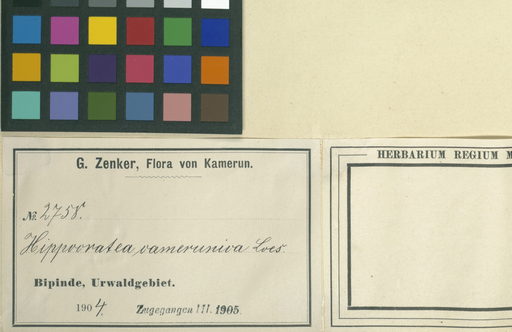 G. Zenker, Flora von Kamerun.
No. 2758.
Hippocratea camerunica Loes.
Bipinde, Urwaldgebiet.
1904. Zugegangen III. 1905.
HERBARIUM REGIUM M